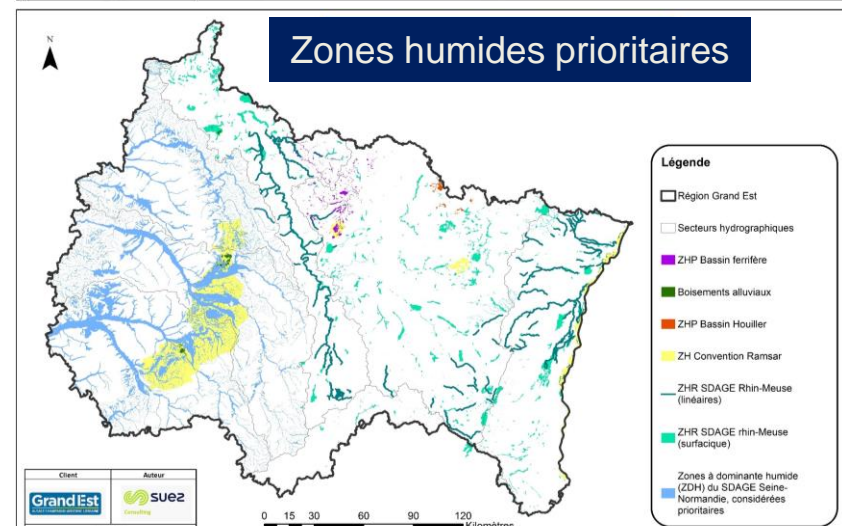 Zones humides prioritaires
N
Légende
Région Grand Est
Secteurs hydrographiques
ZHP Bassin ferrifère
Boisements alluviaux
ZHP Bassin Houiller
ZH Convention Ramsar
ZHR SDAGE Rhin-Meuse
(linéaires)
ZHR SDAGE rhin-Meuse
(surfacique)
Zones à dominante humide
(ZDH) du SDAGE Seine-
Normandie, considérées
prioritaires
Client Auteur
GrandEst
suez
Consulting
0 15 30 60 90 120
Kilomètres